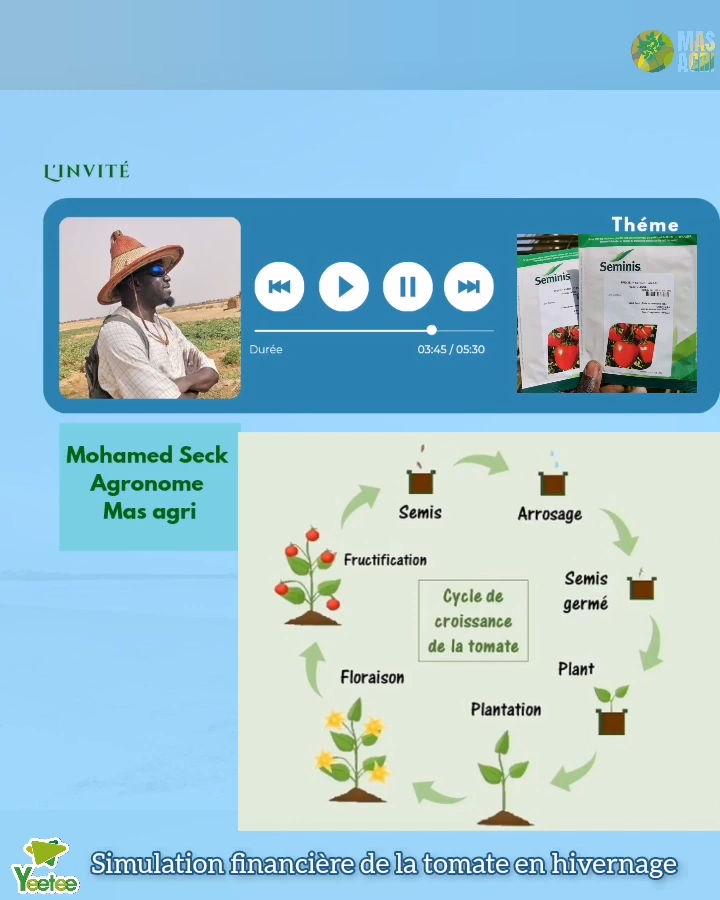 MAS
AGRI
L'INVITÉ
Théme
Seminis
Seminis
Durée
03:45 / 05:30
Mohamed Seck
Agronome
Mas agri
Semis
Arrosage
Fructification
Semis
germé
Cycle de
croissance
de la tomate
Plant
Floraison
Plantation
Yeetee
Simulation financière de la tomate en hivernage